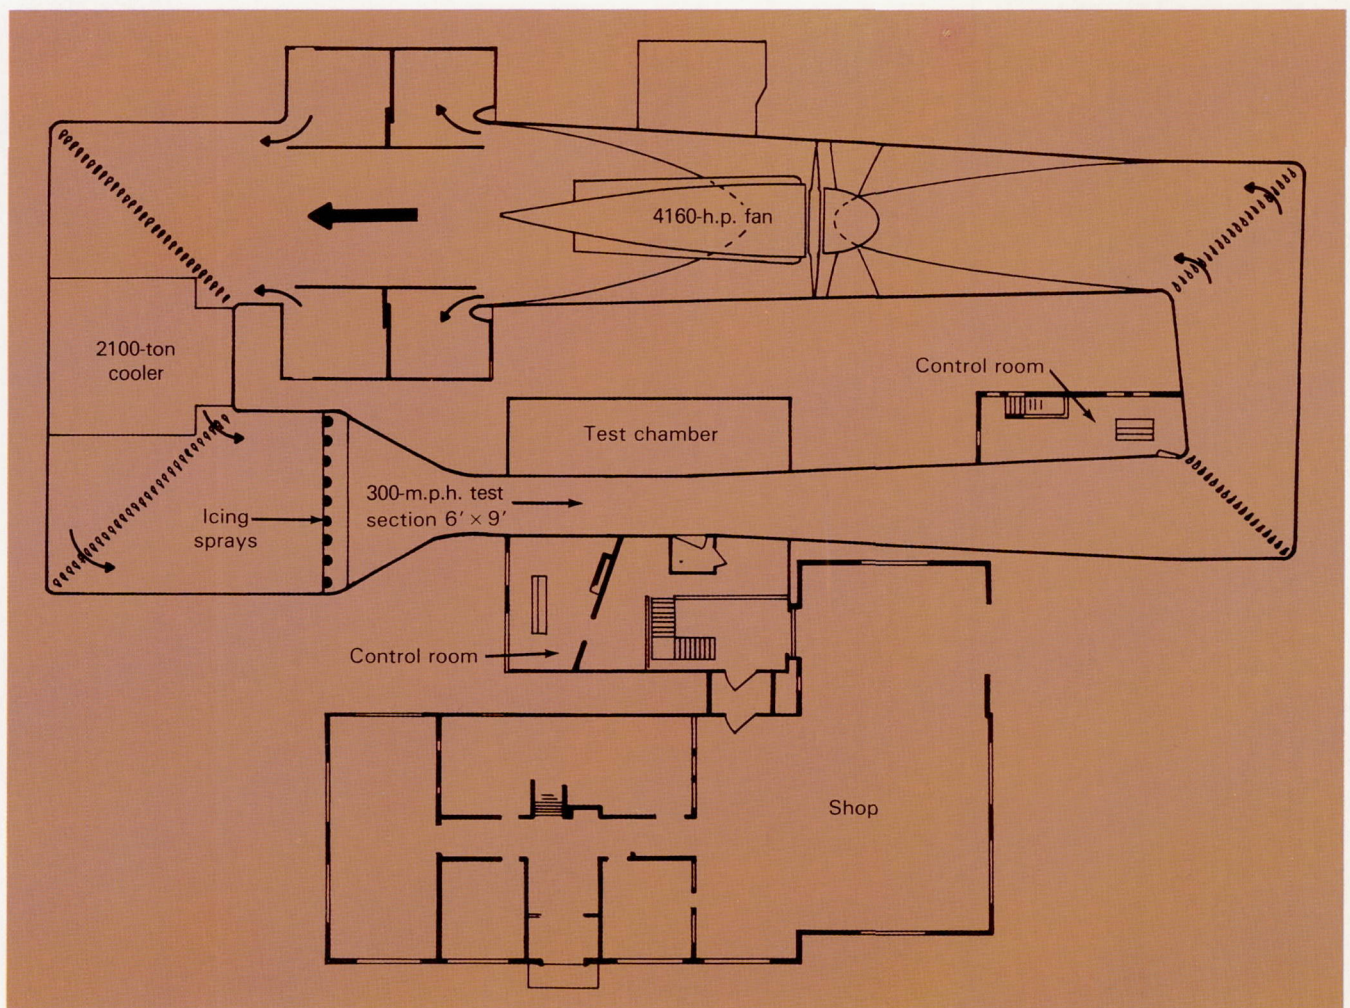 4160-h.p. fan
2100-ton
cooler
Control room
Test chamber
300-m.p.h. test
section 6' × 9'
Icing
sprays
Control room
Shop